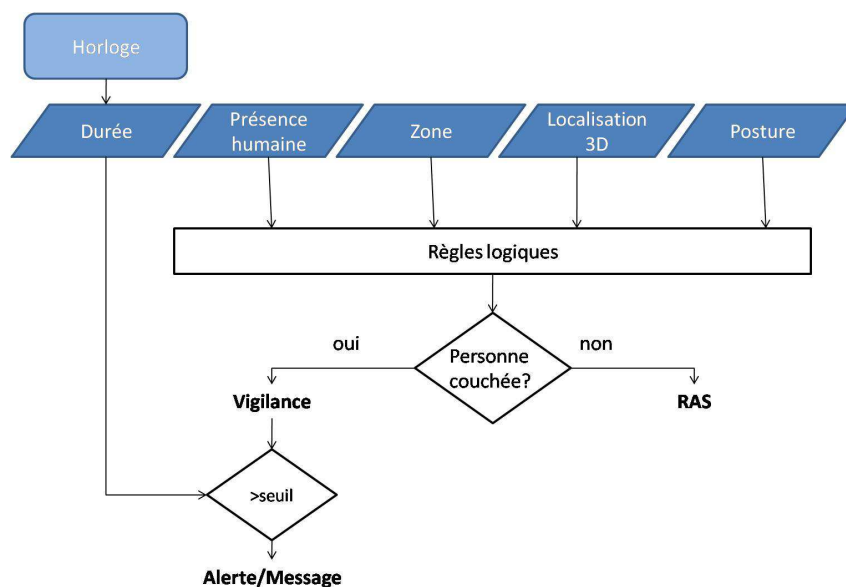 Horloge
Durée
Présence
humaine
Zone
Localisation
3D
Posture
Règles logiques
oui
Personne
couchée?
non
Vigilance
RAS
>seuil
Alerte/Message